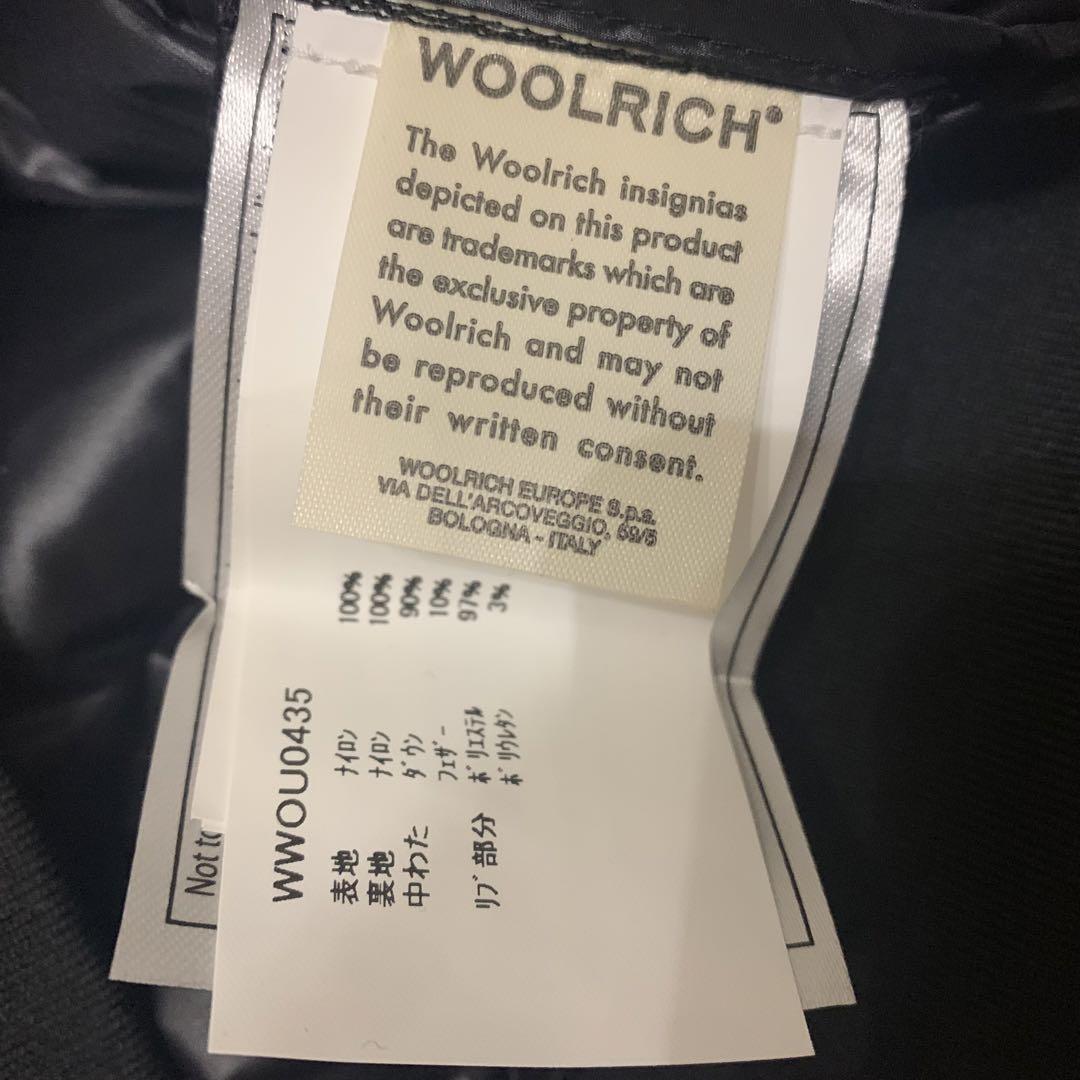 WOOLRICH®
The Woolrich insignias
depicted on this product
are trademarks which are
the exclusive property of
Woolrich and may not
be reproduced without
their written consent.
WOOLRICH EUROPE S.p.a.
VIA DELL'ARCOVEGGIO, 59/5
BOLOGNA - ITALY
WWOU0435
表地 ナイロン 100%
裏地 ナイロン 100%
中わた ダウン 90%
フェザー 10%
リブ部分 ポリエステル 97%
ポリウレタン 3%
Not to